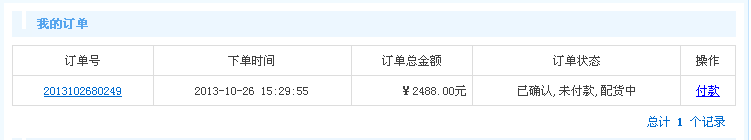 我的订单
订单号 下单时间 订单总金额 订单状态 操作
2013102680249 2013-10-26 15:29:55 ￥2488.00元 已确认,未付款,配货中 付款
总计 1 个记录